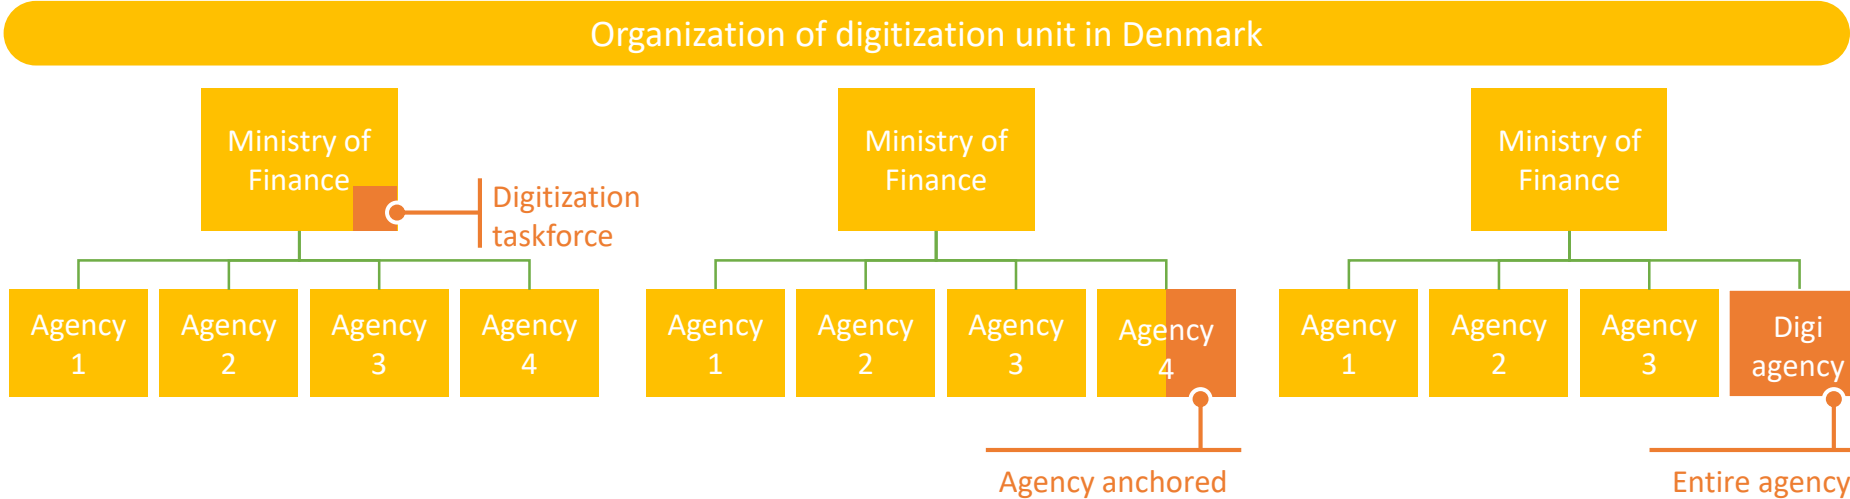 Organization of digitization unit in Denmark
Ministry of
Finance
Digitization
taskforce
Agency
1
Agency
2
Agency
3
Agency
4
Ministry of
Finance
Agency
1
Agency
2
Agency
3
Agency
4
Agency anchored
Ministry of
Finance
Agency
1
Agency
2
Agency
3
Digi
agency
Entire agency